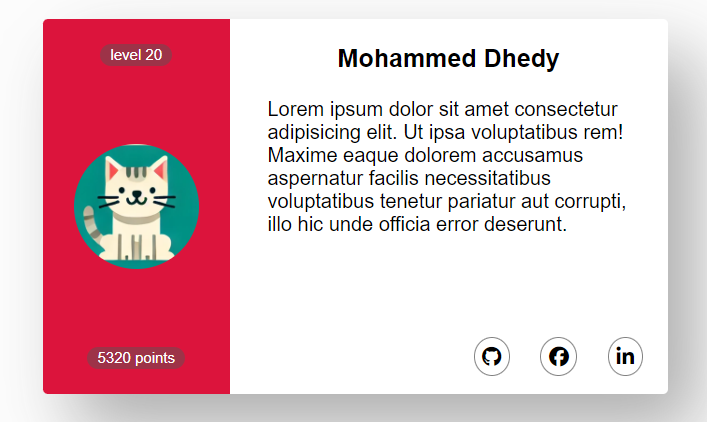 level 20
Mohammed Dhedy
Lorem ipsum dolor sit amet consectetur
adipisicing elit. Ut ipsa voluptatibus rem!
Maxime eaque dolorem accusamus
aspernatur facilis necessitatibus
voluptatibus tenetur pariatur aut corrupti,
illo hic unde officia error deserunt.
5320 points
in